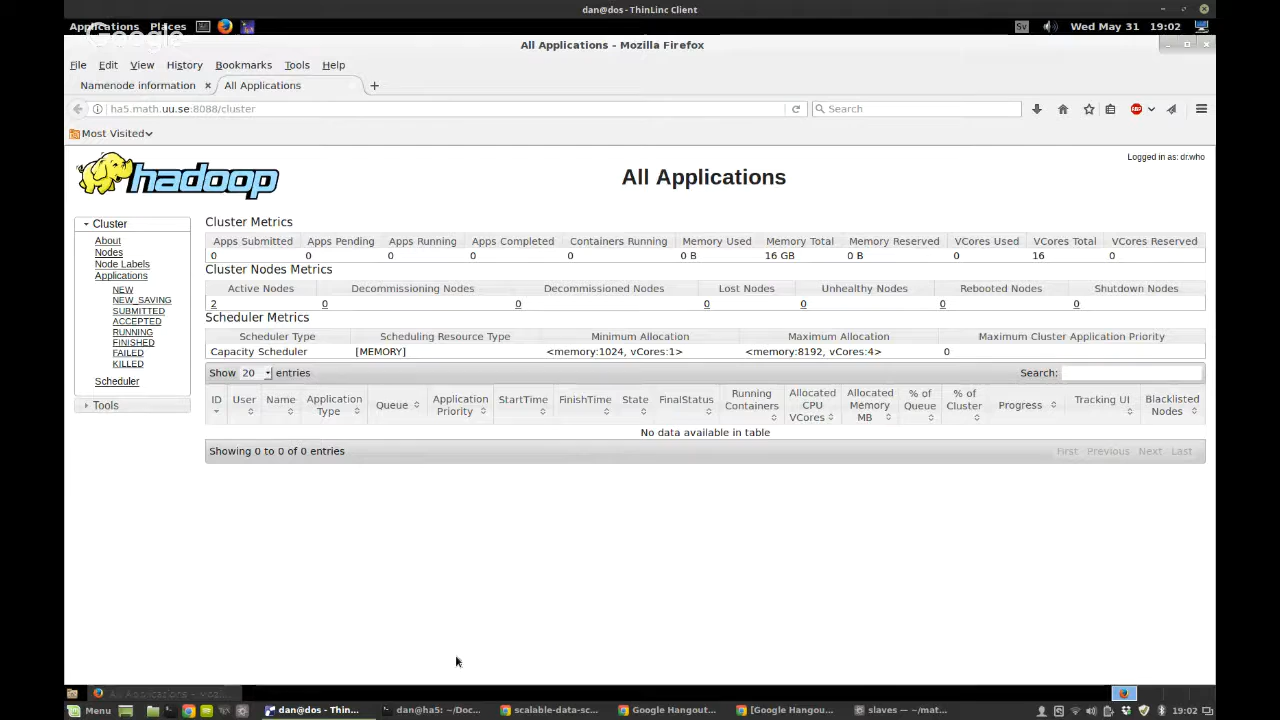 dan@dos - ThinLinc Client
Applications Places Sv Wed May 31 19:02
Google
All Applications - Mozilla Firefox
File Edit View History Bookmarks Tools Help
Namenode information × All Applications
ha5.math.uu.se:8088/cluster Search
Most Visited
Logged in as: dr.who
hadoop
All Applications
Cluster
About
Nodes
Node Labels
Applications
NEW
NEW_SAVING
SUBMITTED
ACCEPTED
RUNNING
FINISHED
FAILED
KILLED
Scheduler
Tools
Cluster Metrics
Apps Submitted Apps Pending Apps Running Apps Completed Containers Running Memory Used Memory Total Memory Reserved VCores Used VCores Total VCores Reserved
0 0 0 0 0 0 B 16 GB 0 B 0 16 0
Cluster Nodes Metrics
Active Nodes Decommissioning Nodes Decommissioned Nodes Lost Nodes Unhealthy Nodes Rebooted Nodes Shutdown Nodes
2 0 0 0 0 0 0
Scheduler Metrics
Scheduler Type Scheduling Resource Type Minimum Allocation Maximum Allocation Maximum Cluster Application Priority
Capacity Scheduler [MEMORY] <memory:1024, vCores:1> <memory:8192, vCores:4> 0
Show 20 entries Search:
ID User Name Application Type Queue Application Priority StartTime FinishTime State FinalStatus Running Containers Allocated CPU VCores Allocated Memory MB % of Queue % of Cluster Progress Tracking UI Blacklisted Nodes
No data available in table
Showing 0 to 0 of 0 entries First Previous Next Last
All Applications - Mozil...
Menu dan@dos - Thin... dan@ha5: ~/Doc... scalable-data-sc... Google Hangout... [Google Hangou... slaves — ~/mat... 19:02